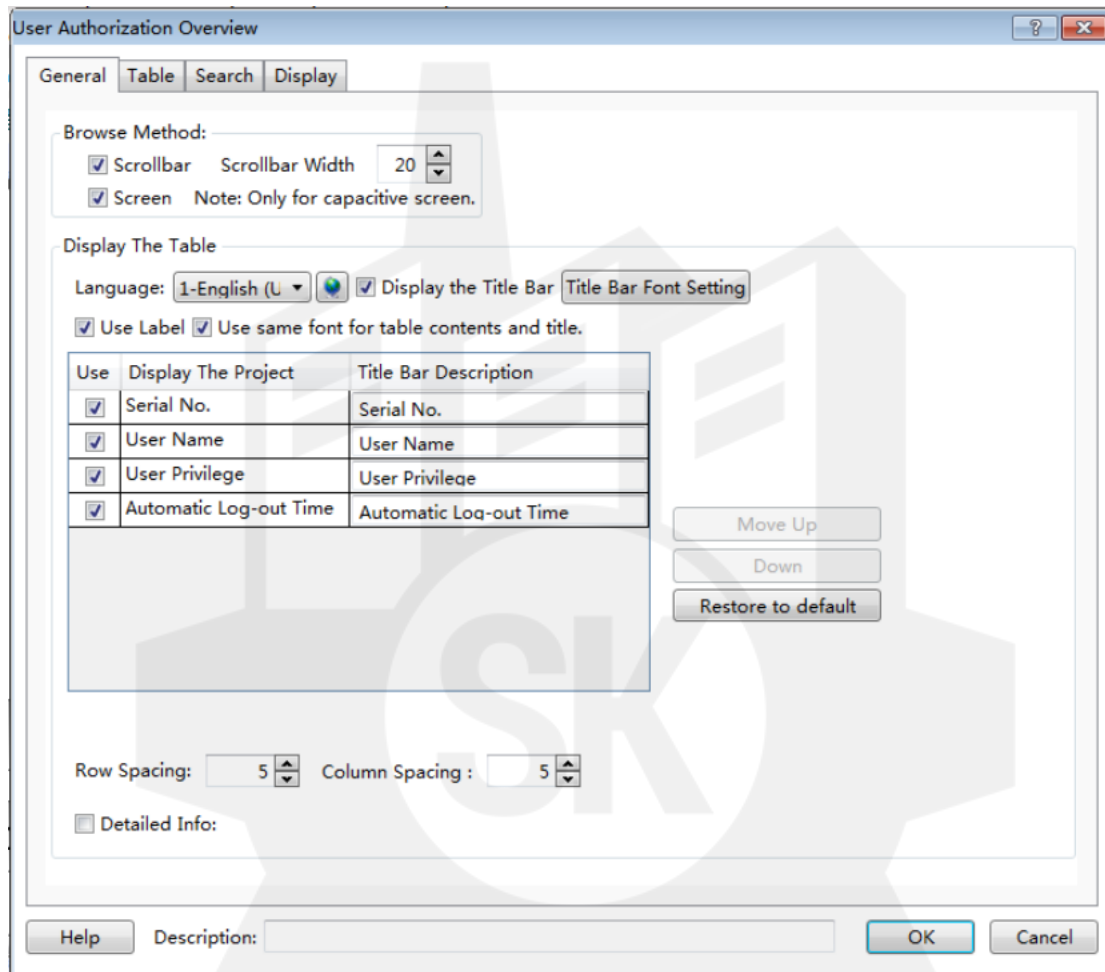 User Authorization Overview
General Table Search Display
Browse Method:
Scrollbar Scrollbar Width 20
Screen Note: Only for capacitive screen.
Display The Table
Language: 1-English (U Display the Title Bar Title Bar Font Setting
Use Label Use same font for table contents and title.
Use Display The Project Title Bar Description
Serial No. Serial No.
User Name User Name
User Privilege User Privilege
Automatic Log-out Time Automatic Log-out Time
Move Up
Down
Restore to default
SK
Row Spacing: 5 Column Spacing : 5
Detailed Info:
Help Description: OK Cancel